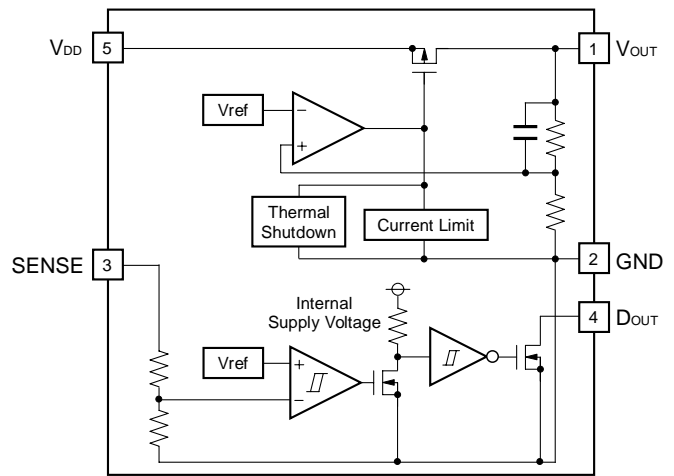 VDD
5
1
VOUT
Vref
−
+
Thermal
Shutdown
Current Limit
SENSE
3
2
GND
Internal
Supply Voltage
4
DOUT
Vref
+
−